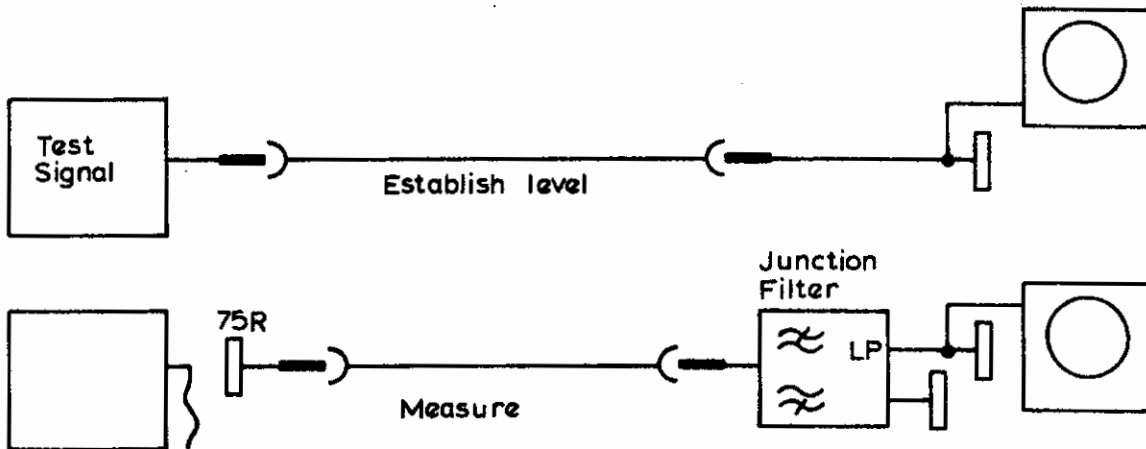 Test
Signal
Establish level
Junction
Filter
75R
LP
Measure